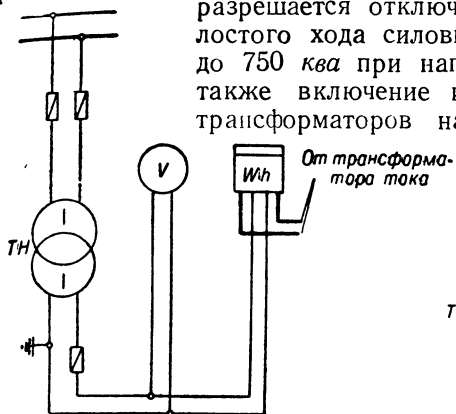 разрешается отключ
лостого хода силови
до 750 ква при нап
также включение и
трансформаторов на
От трансформа-
тора тока
V
Wh
I
ТН
I
Т